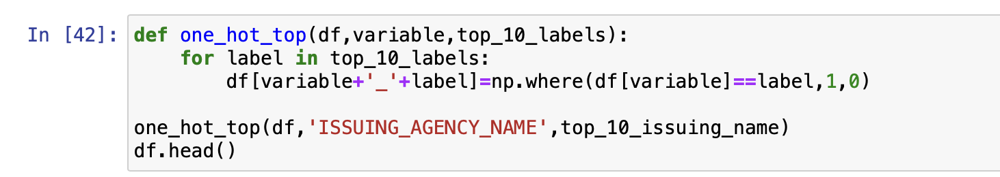 In [42]: def one_hot_top(df,variable,top_10_labels):
    for label in top_10_labels:
        df[variable+'_'+label]=np.where(df[variable]==label,1,0)

one_hot_top(df,'ISSUING_AGENCY_NAME',top_10_issuing_name)
df.head()